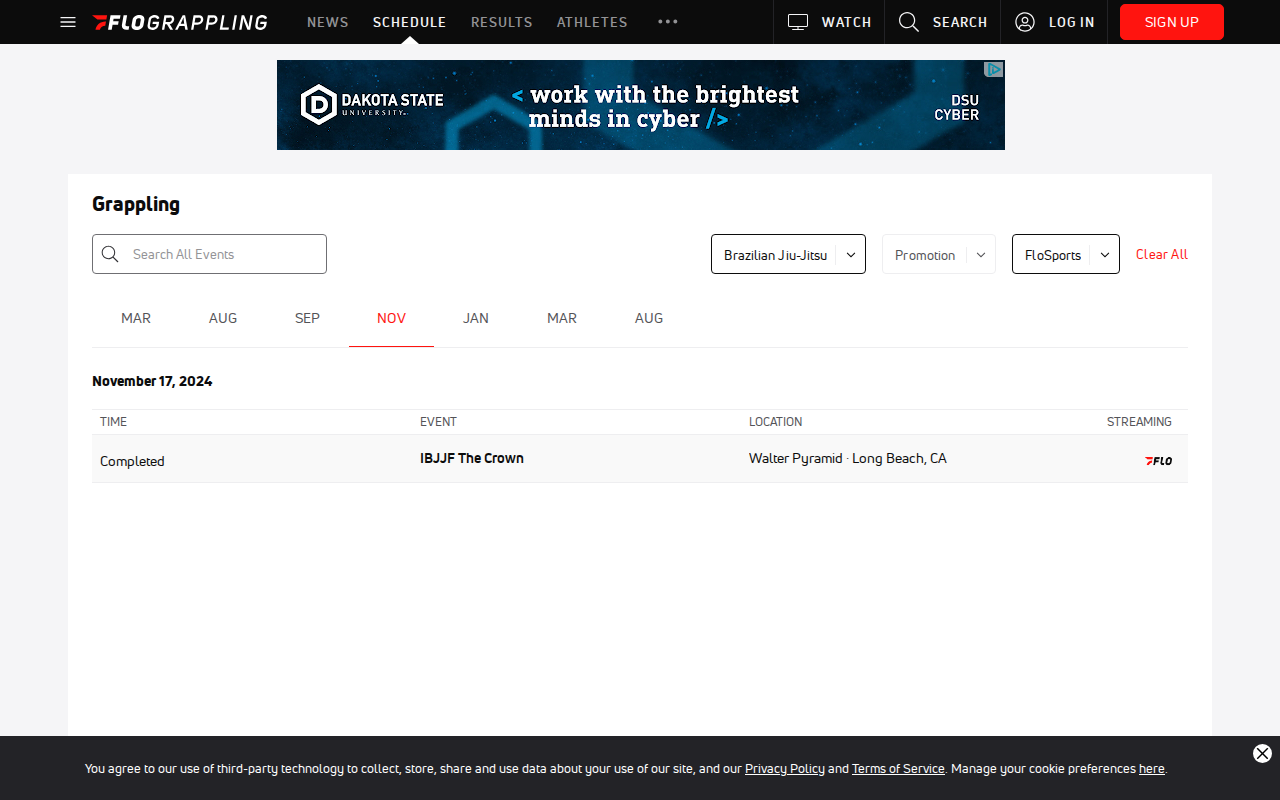 FLOGRAPPLING NEWS SCHEDULE RESULTS ATHLETES ••• WATCH SEARCH LOG IN SIGN UP
DAKOTA STATE
UNIVERSITY
< work with the brightest
minds in cyber />
DSU
CYBER
Grappling
Search All Events Brazilian Jiu-Jitsu Promotion FloSports Clear All
MAR AUG SEP NOV JAN MAR AUG
November 17, 2024
TIME EVENT LOCATION STREAMING
Completed IBJJF The Crown Walter Pyramid · Long Beach, CA FLO
You agree to our use of third-party technology to collect, store, share and use data about your use of our site, and our Privacy Policy and Terms of Service. Manage your cookie preferences here.